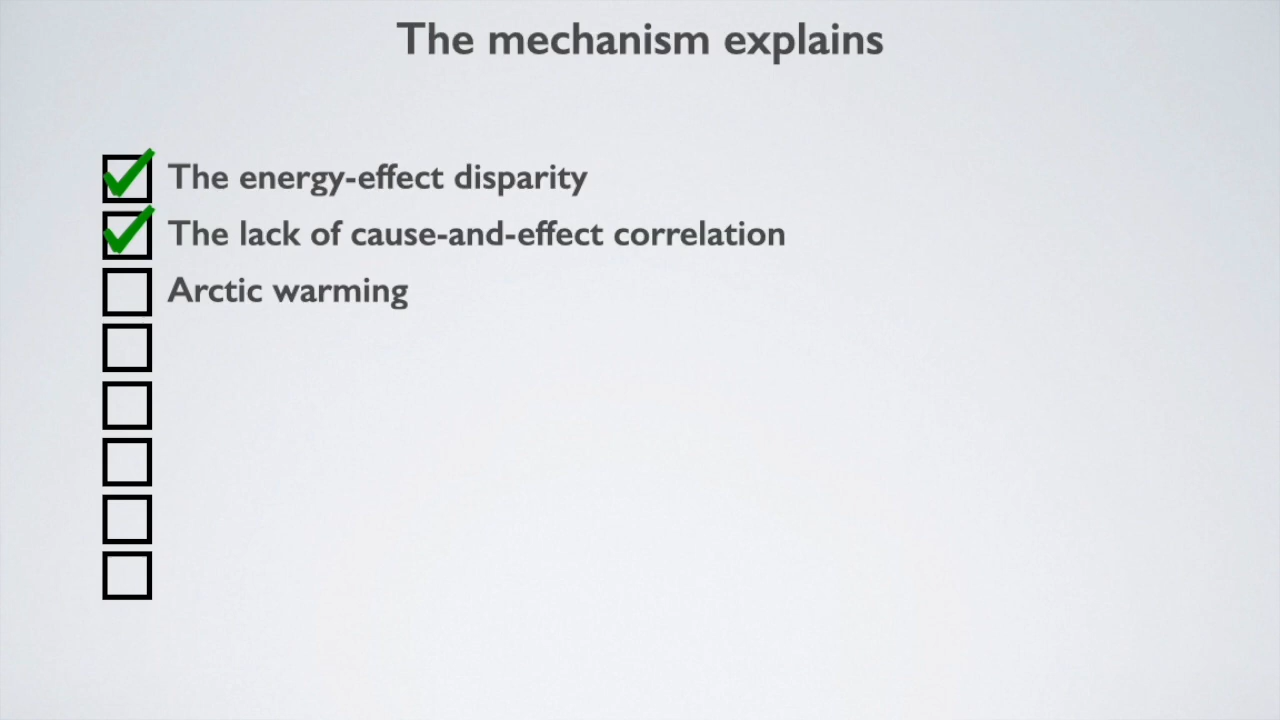 The mechanism explains
The energy-effect disparity
The lack of cause-and-effect correlation
Arctic warming